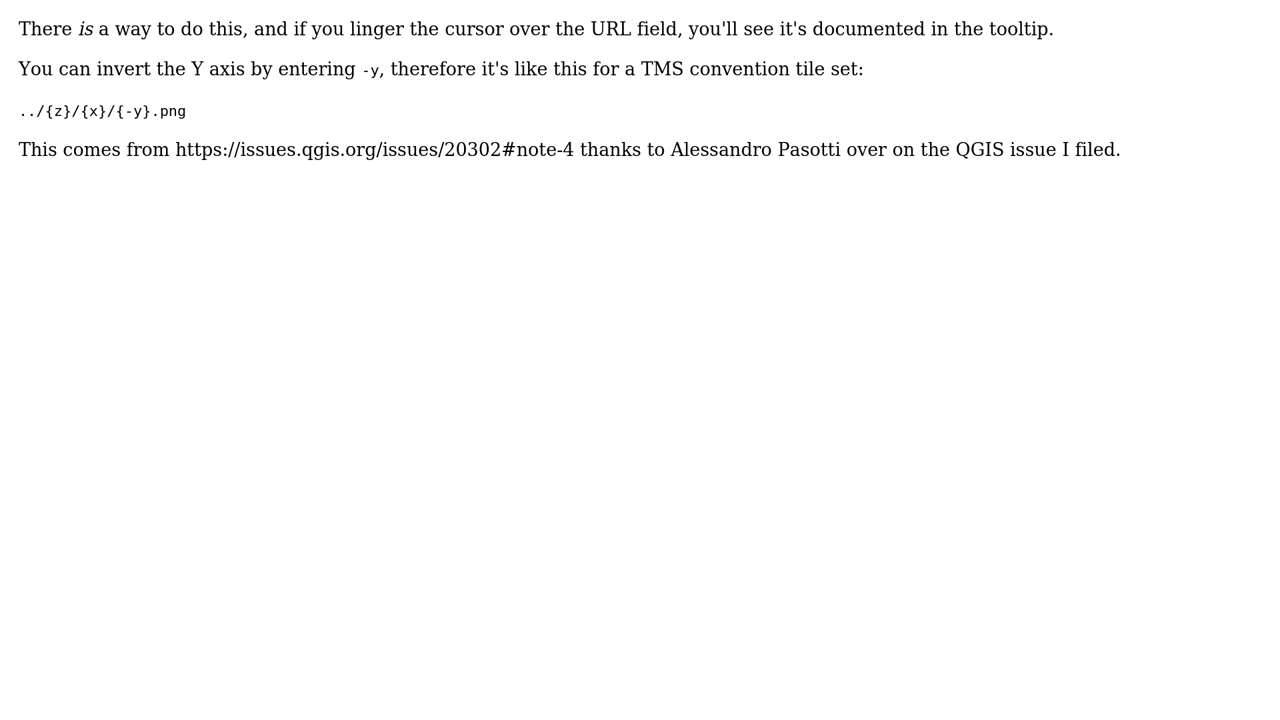 There is a way to do this, and if you linger the cursor over the URL field, you'll see it's documented in the tooltip.
You can invert the Y axis by entering -y, therefore it's like this for a TMS convention tile set:
../{z}/{x}/{-y}.png
This comes from https://issues.qgis.org/issues/20302#note-4 thanks to Alessandro Pasotti over on the QGIS issue I filed.